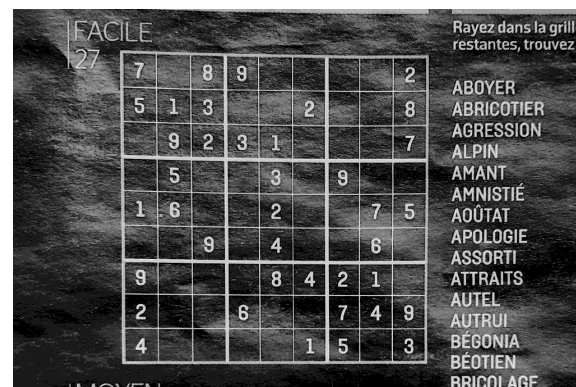 FACILE
27
Rayez dans la grill
restantes, trouvez
7 8 9 2
5 1 3 2 8
9 2 3 1 7
5 3 9
1 6 2 7 5
9 4 6
9 8 4 2 1
2 6 7 4 9
4 1 5 3
ABOYER
ABRICOTIER
AGRESSION
ALPIN
AMANT
AMNISTIÉ
AOÛTAT
APOLOGIE
ASSORTI
ATTRAITS
AUTEL
AUTRUI
BÉGONIA
BÉOTIEN
BRICOLAGE
MOYEN